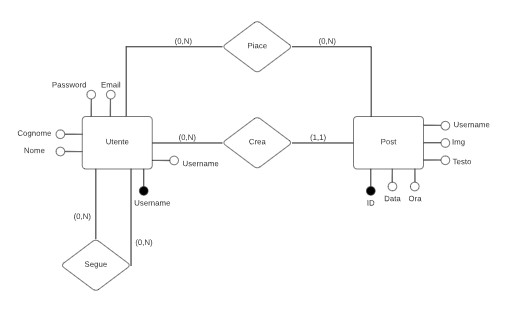 (0,N)
Piace
(0,N)
Password
Email
Cognome
Nome
Utente
(0,N)
Crea
(1,1)
Post
Username
Img
Testo
Username
Username
ID
Data
Ora
(0,N)
(0,N)
Segue